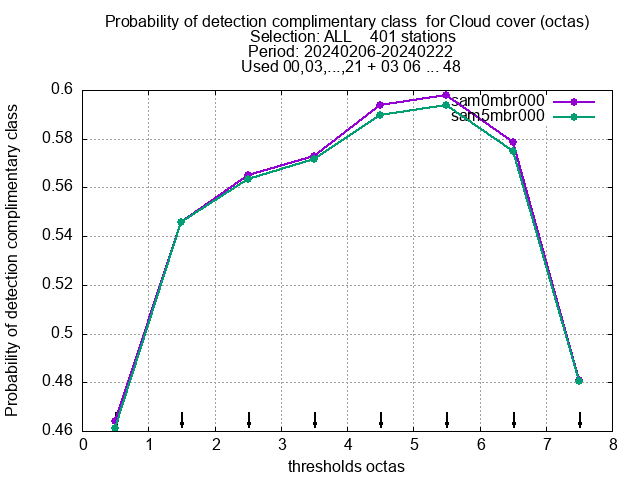 Probability of detection complimentary class  for Cloud cover (octas)
Selection: ALL    401 stations
Period: 20240206-20240222
Used 00,03,...,21 + 03 06 ... 48
Probability of detection complimentary class
0.6
0.58
0.56
0.54
0.52
0.5
0.48
0.46
sam0mbr000
sam5mbr000
0 1 2 3 4 5 6 7 8
thresholds octas